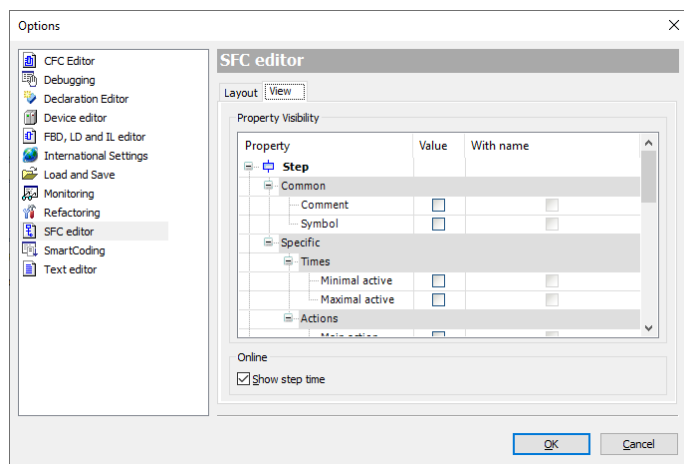 Options
CFC Editor
Debugging
Declaration Editor
Device editor
FBD, LD and IL editor
International Settings
Load and Save
Monitoring
Refactoring
SFC editor
SmartCoding
Text editor
SFC editor
Layout View
Property Visibility
Property Value With name
Step
Common
Comment
Symbol
Specific
Times
Minimal active
Maximal active
Actions
Main action
Online
Show step time
OK Cancel